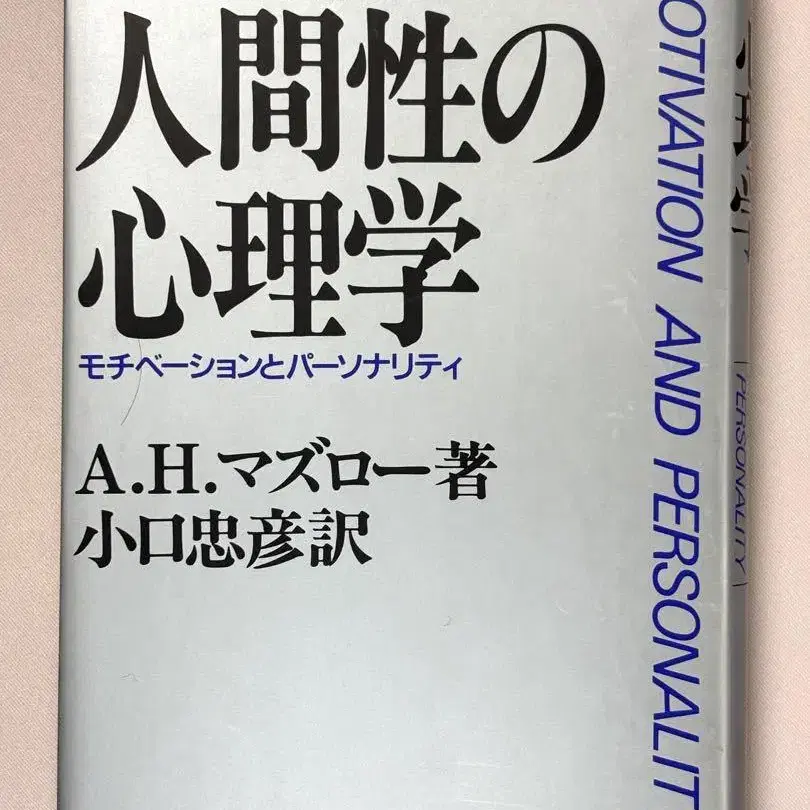 人間性の
心理学
モチベーションとパーソナリティ
A.H.マズロー著
小口忠彦訳
OTIVATION AND PERSONALIT
PERSONALITY